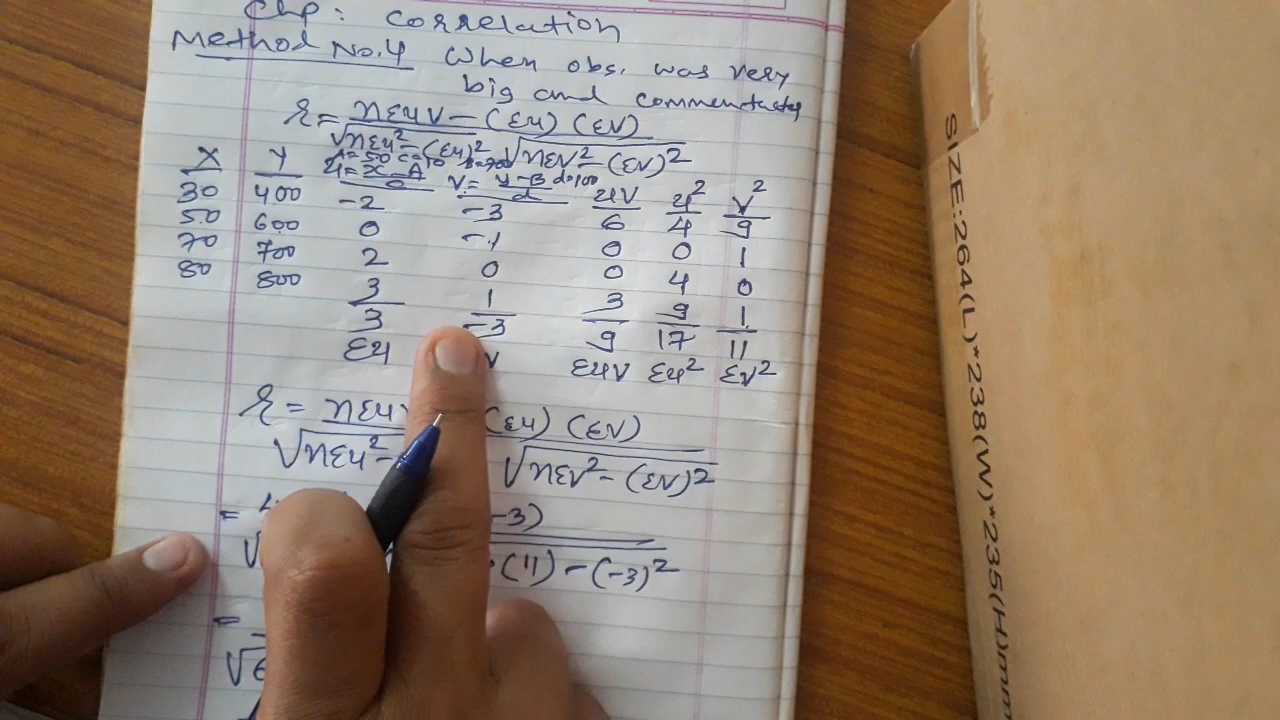 Chp: Correlation
Method No.4 When obs. was very
big and
r = nΣuv - (Σu) (Σv)
√nΣu² - (Σu)² √nΣv² - (Σv)²
A=50 C=10 B=700 d=100
X Y u = x-A v = y-B uv u² v²
c d
30 400 -2 -3 6 4 9
50 600 0 -1 0 0 1
70 700 2 0 0 4 0
80 800 3 1 3 9 1
3 -3 9 17 11
Σu v Σuv Σu² Σv²
r = nΣuv (Σu) (Σv)
√nΣu² - √nΣv² - (Σv)²
= -3)
√ (11) - (-3)²
=
√6
SIZE:264(L)*238(W)*235(H)mm